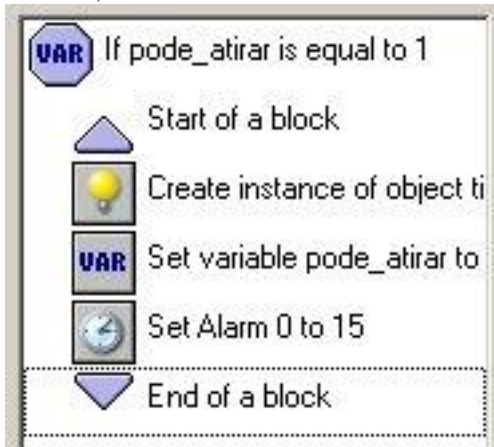 VAR If pode_atirar is equal to 1
Start of a block
Create instance of object ti
VAR Set variable pode_atirar to
Set Alarm 0 to 15
End of a block